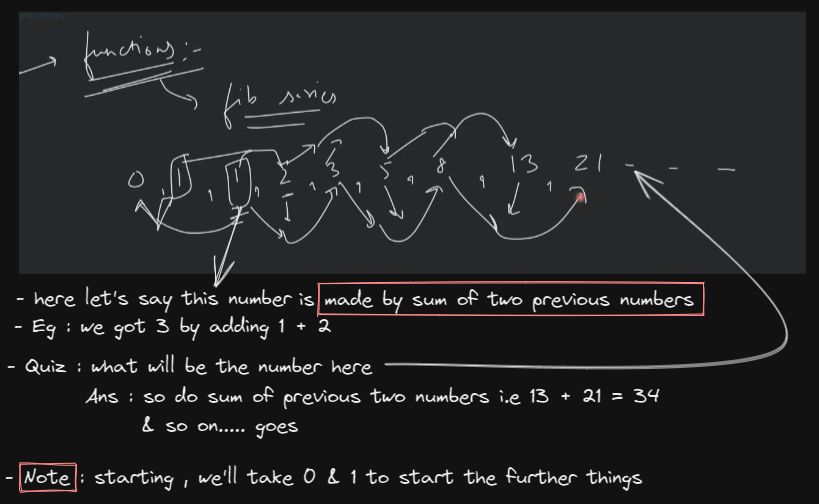 functions :-
fib series
0, 1, 1, 2, 3, 5, 8, 13, 21 - - -
- here let's say this number is made by sum of two previous numbers
- Eg : we got 3 by adding 1 + 2
- Quiz : what will be the number here
Ans : so do sum of previous two numbers i.e 13 + 21 = 34
& so on..... goes
- Note : starting , we'll take 0 & 1 to start the further things